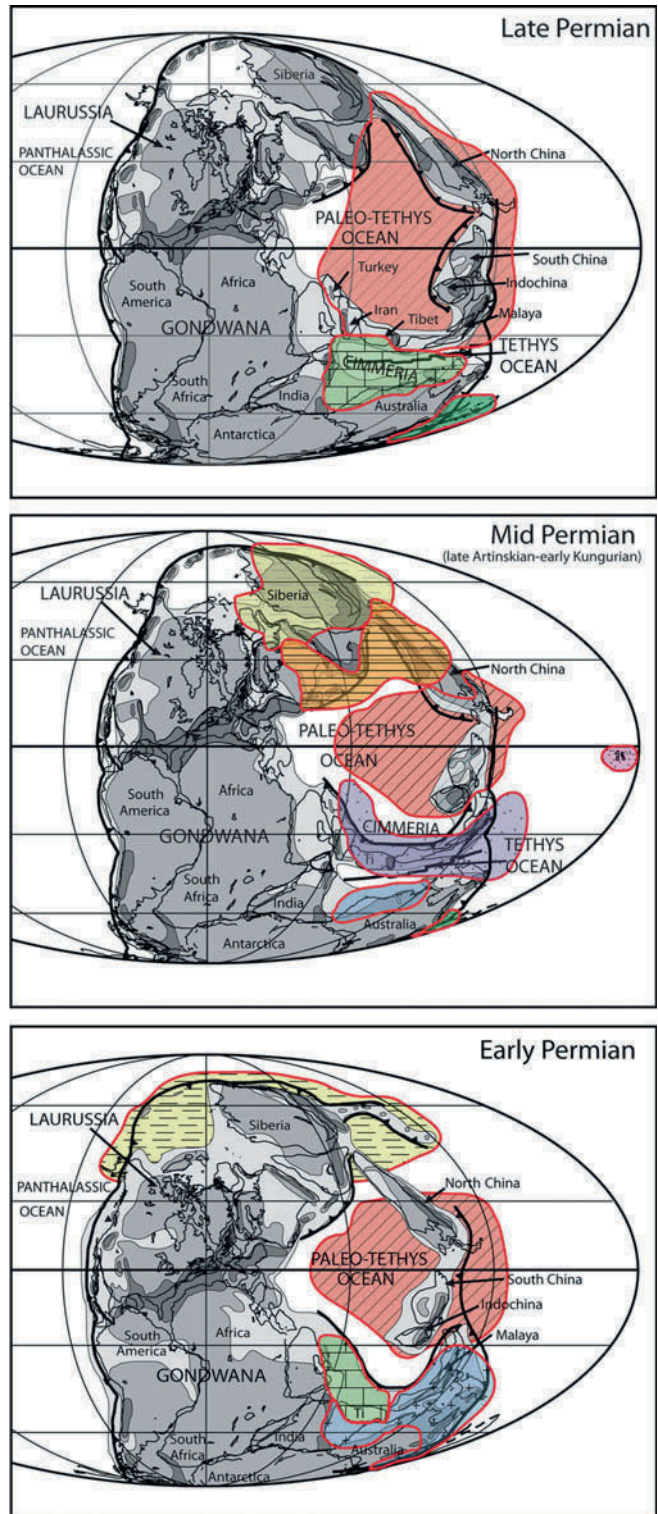 Late Permian
Siberia
LAURUSSIA
PANTHALASSIC
OCEAN
North China
PALEO-TETHYS
OCEAN
South China
Turkey
Indochina
South
America
Africa
Iran
Malaya
GONDWANA
Tibet
TETHYS
OCEAN
CIMMERIA
South
Africa
India
Australia
Antarctica
Mid Permian
(late Artinskian-early Kungurian)
Siberia
LAURUSSIA
PANTHALASSIC
OCEAN
North China
PALEO-TETHYS
OCEAN
South
America
Africa
CIMMERIA
GONDWANA
Ti
TETHYS
OCEAN
South
Africa
India
Australia
Antarctica
Early Permian
Siberia
LAURUSSIA
PANTHALASSIC
OCEAN
North China
PALEO-TETHYS
OCEAN
South China
Indochina
South
America
Africa
Malaya
GONDWANA
Ti
South
Africa
India
Australia
Antarctica